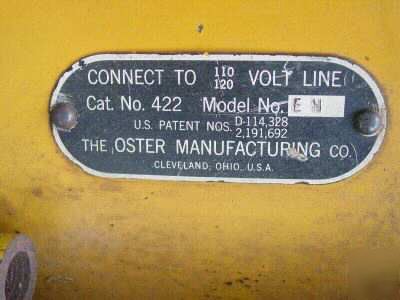 CONNECT TO 110 120 VOLT LINE
Cat. No. 422 Model No. E N
U.S. PATENT NOS. D-114,328 2,191,692
THE OSTER MANUFACTURING CO.
CLEVELAND, OHIO, U.S.A.